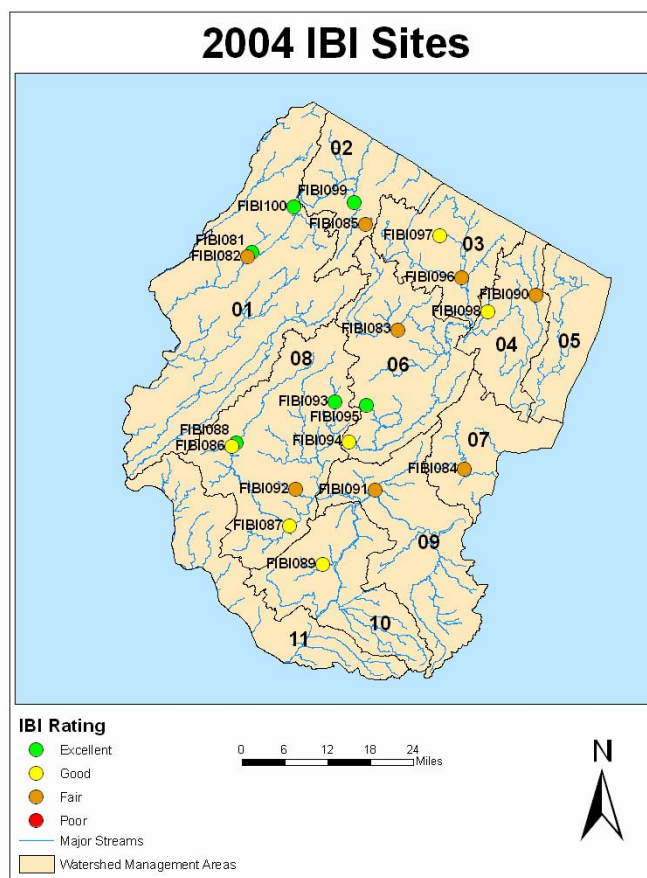 2004 IBI Sites
02
FIBI099
FIBI100
FIBI085
FIBI097
03
FIBI081
FIBI082
FIBI096
FIBI090
01
FIBI098
FIBI083
04
05
08
06
FIBI093
FIBI095
FIBI088
FIBI086
FIBI094
07
FIBI084
FIBI092
FIBI091
FIBI087
09
FIBI089
10
11
IBI Rating
Excellent
Good
Fair
Poor
Major Streams
Watershed Management Areas
0 6 12 18 24
Miles
N